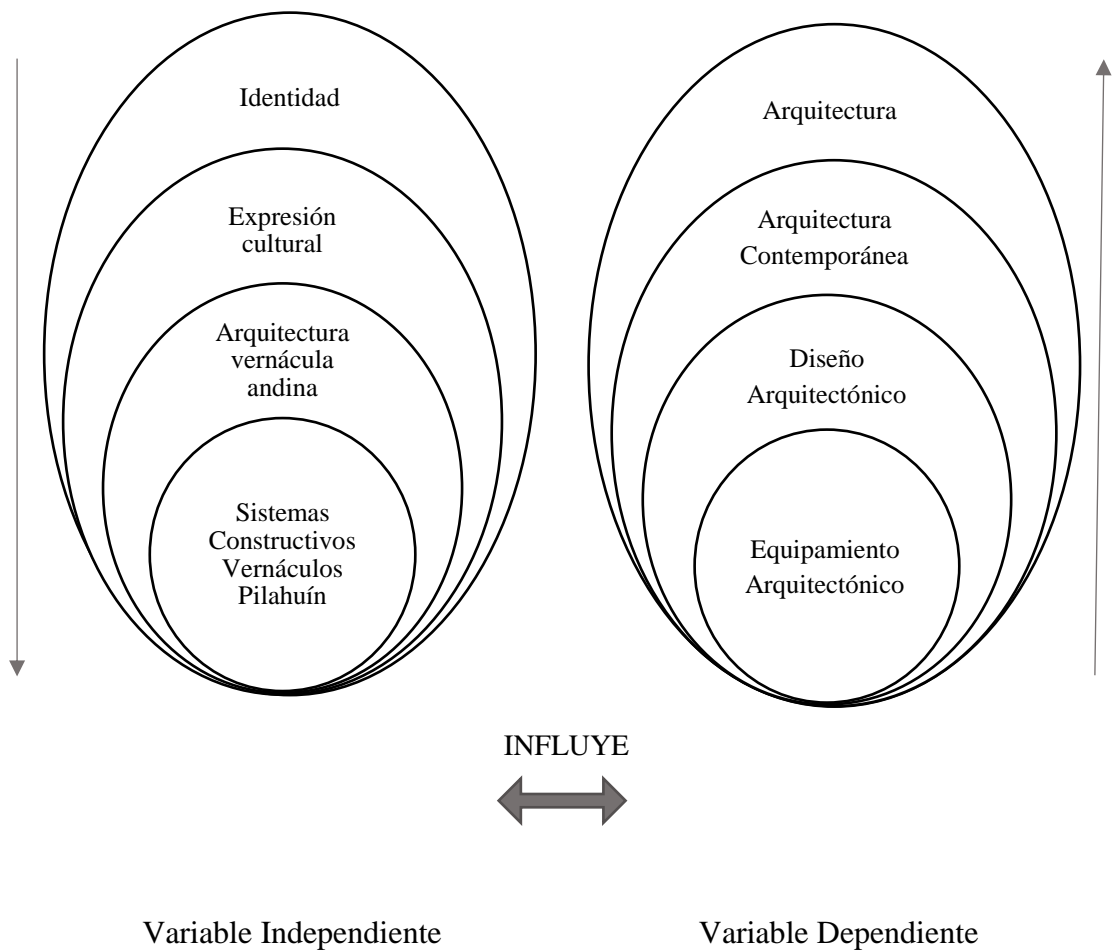 Identidad
Expresión
cultural
Arquitectura
vernácula
andina
Sistemas
Constructivos
Vernáculos
Pilahuín
Arquitectura
Arquitectura
Contemporánea
Diseño
Arquitectónico
Equipamiento
Arquitectónico
INFLUYE
Variable Independiente
Variable Dependiente